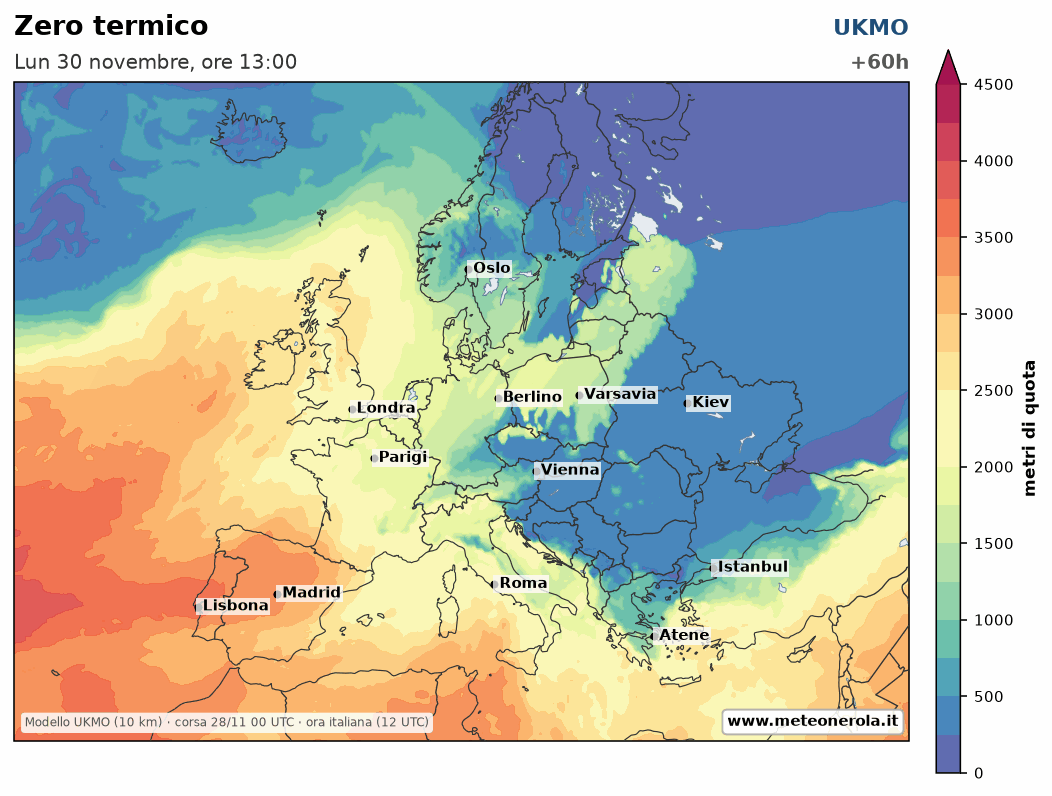 Zero termico
UKMO
Lun 30 novembre, ore 13:00
+60h
4500
4000
3500
3000
2500
2000
1500
1000
500
0
metri di quota
Oslo
Londra
Berlino
Varsavia
Kiev
Parigi
Vienna
Istanbul
Roma
Madrid
Lisbona
Atene
Modello UKMO (10 km) · corsa 28/11 00 UTC · ora italiana (12 UTC)
www.meteonerola.it